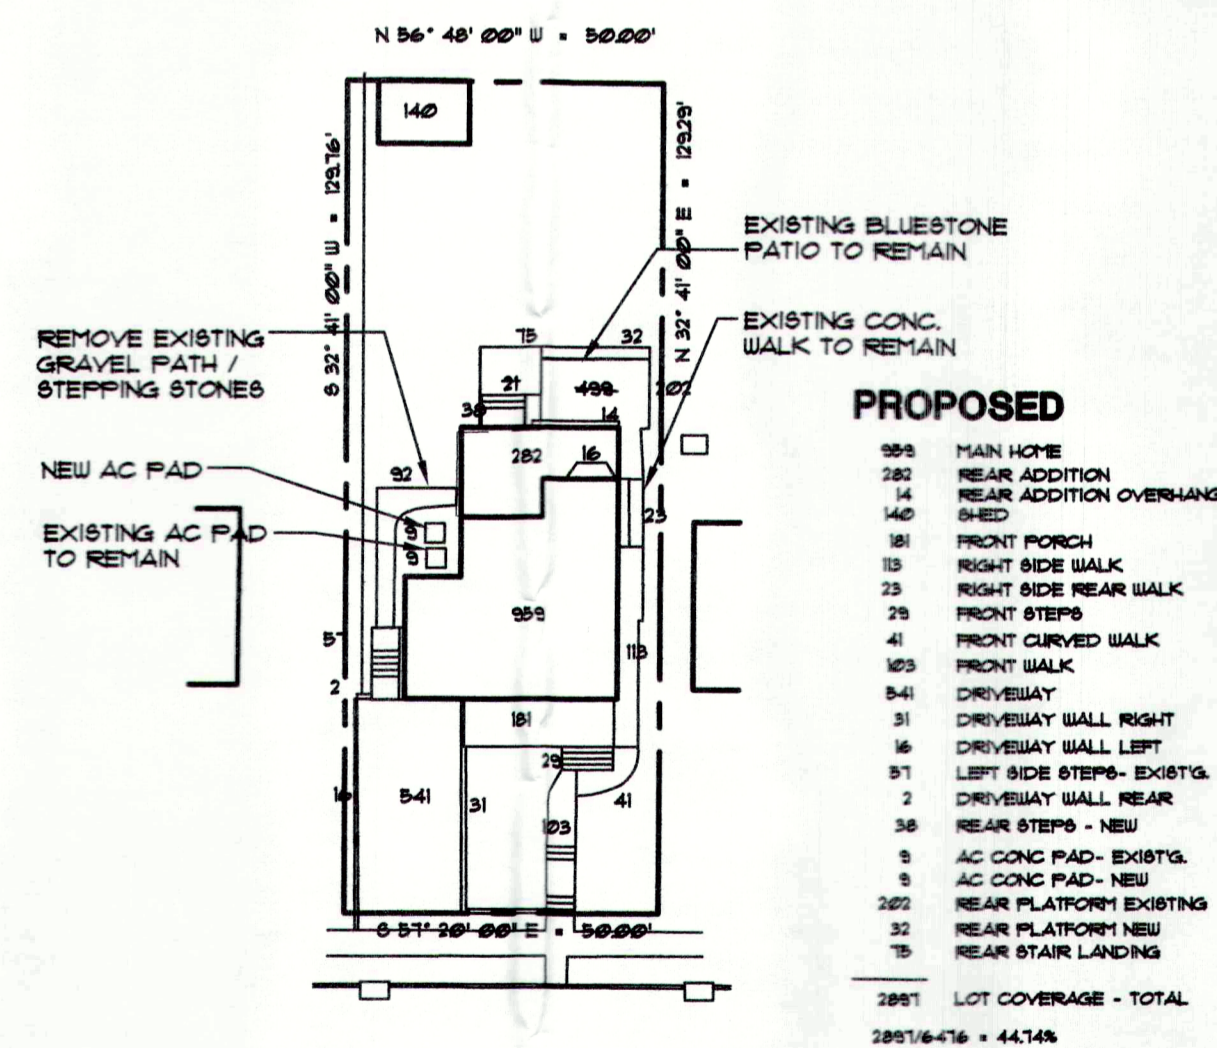 N 56° 48' 00" W = 50.00'
140
S 32° 41' 00" W = 129.76'
N 32° 41' 00" E = 129.29'
EXISTING BLUESTONE
PATIO TO REMAIN
EXISTING CONC.
WALK TO REMAIN
REMOVE EXISTING
GRAVEL PATH /
STEPPING STONES
75
32
21
202
38
14
282
16
92
NEW AC PAD
EXISTING AC PAD
TO REMAIN
9
9
23
959
57
113
2
181
29
16
541
31
103
41
S 57° 20' 00" E = 50.00'
PROPOSED
959 MAIN HOME
282 REAR ADDITION
14 REAR ADDITION OVERHANG
140 SHED
181 FRONT PORCH
113 RIGHT SIDE WALK
23 RIGHT SIDE REAR WALK
29 FRONT STEPS
41 FRONT CURVED WALK
103 FRONT WALK
541 DRIVEWAY
31 DRIVEWAY WALL RIGHT
16 DRIVEWAY WALL LEFT
57 LEFT SIDE STEPS- EXIST'G.
2 DRIVEWAY WALL REAR
38 REAR STEPS - NEW
9 AC CONC PAD- EXIST'G.
9 AC CONC PAD- NEW
202 REAR PLATFORM EXISTING
32 REAR PLATFORM NEW
75 REAR STAIR LANDING
2897 LOT COVERAGE - TOTAL
2897/6476 = 44.74%